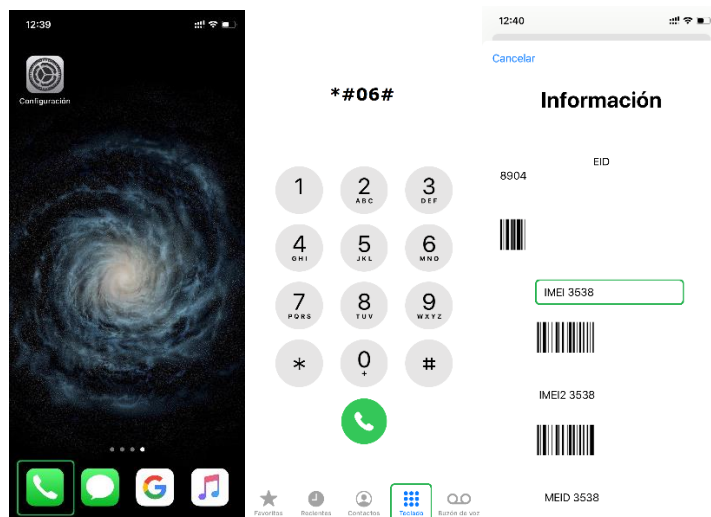 12:39
Configuración
*#06#
1
2
ABC
3
DEF
4
GHI
5
JKL
6
MNO
7
PQRS
8
TUV
9
WXYZ
*
0
+
#
Favoritos
Recientes
Contactos
Teclado
Buzón de voz
12:40
Cancelar
Información
EID
8904
IMEI 3538
IMEI2 3538
MEID 3538